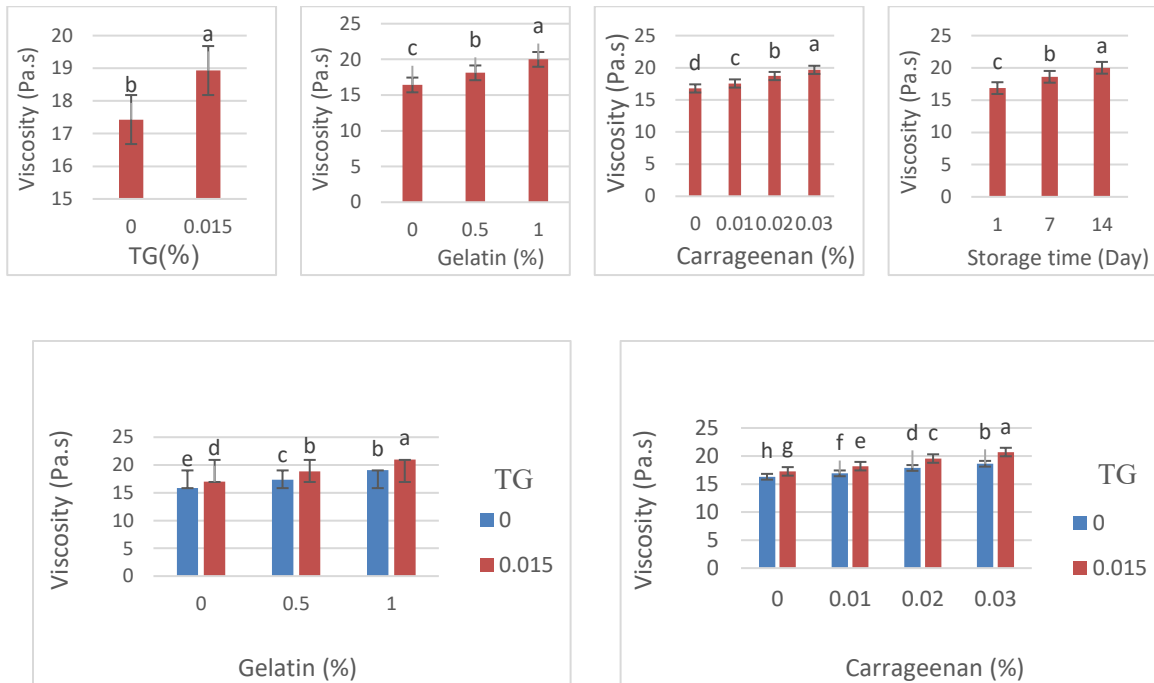 Viscosity (Pa.s)
20
19
18
17
16
15
b
a
0
0.015
TG(%)
Viscosity (Pa.s)
25
20
15
10
5
0
c
b
a
0
0.5
1
Gelatin (%)
Viscosity (Pa.s)
25
20
15
10
5
0
d
c
b
a
0
0.01
0.02
0.03
Carrageenan (%)
Viscosity (Pa.s)
25
20
15
10
5
0
c
b
a
1
7
14
Storage time (Day)
Viscosity (Pa.s)
25
20
15
10
5
0
e
d
c
b
b
a
0
0.5
1
Gelatin (%)
TG
0
0.015
Viscosity (Pa.s)
25
20
15
10
5
0
h
g
f
e
d
c
b
a
0
0.01
0.02
0.03
Carrageenan (%)
TG
0
0.015